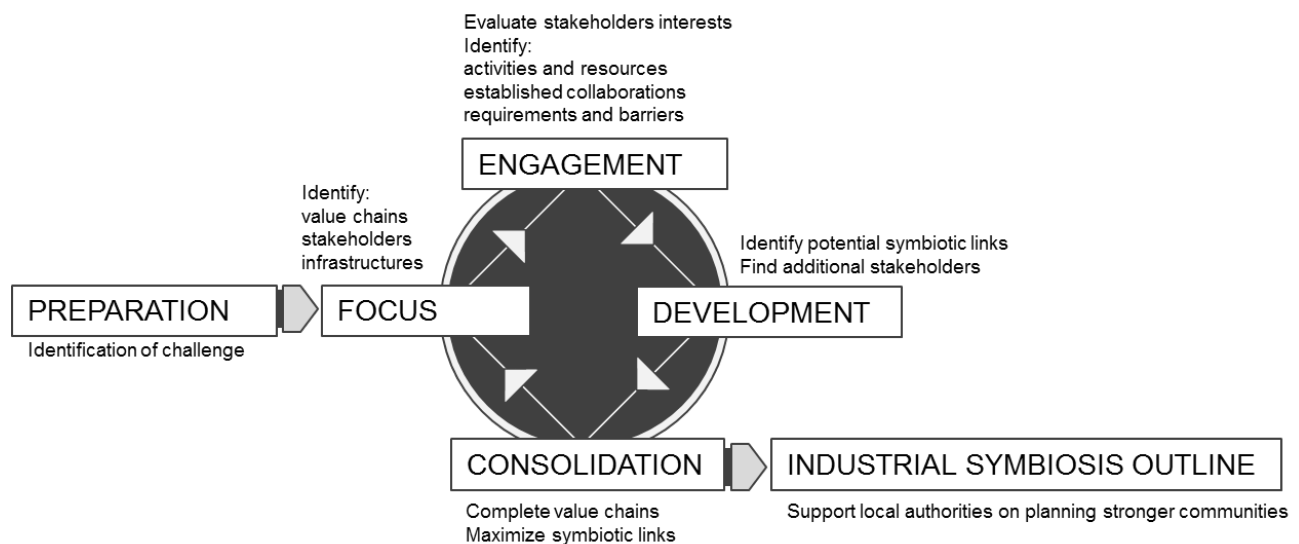 Evaluate stakeholders interests
Identify:
activities and resources
established collaborations
requirements and barriers
ENGAGEMENT
Identify:
value chains
stakeholders
infrastructures
Identify potential symbiotic links
Find additional stakeholders
PREPARATION
FOCUS
DEVELOPMENT
Identification of challenge
CONSOLIDATION
INDUSTRIAL SYMBIOSIS OUTLINE
Complete value chains
Maximize symbiotic links
Support local authorities on planning stronger communities